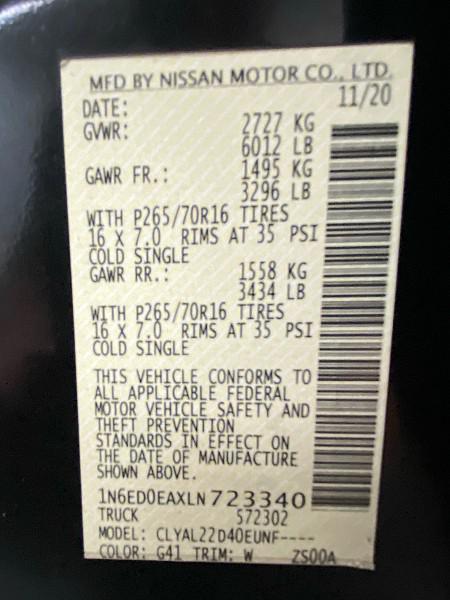 MFD BY NISSAN MOTOR CO., LTD.
DATE: 11/20
GVWR: 2727 KG
6012 LB
GAWR FR.: 1495 KG
3296 LB
WITH P265/70R16 TIRES
16 X 7.0 RIMS AT 35 PSI
COLD SINGLE
GAWR RR.: 1558 KG
3434 LB
WITH P265/70R16 TIRES
16 X 7.0 RIMS AT 35 PSI
COLD SINGLE
THIS VEHICLE CONFORMS TO
ALL APPLICABLE FEDERAL
MOTOR VEHICLE SAFETY AND
THEFT PREVENTION
STANDARDS IN EFFECT ON
THE DATE OF MANUFACTURE
SHOWN ABOVE.
1N6ED0EAXLN723340
TRUCK S72302
MODEL: CLYAL22D40EUNF----
COLOR: G41 TRIM: W ZS00A